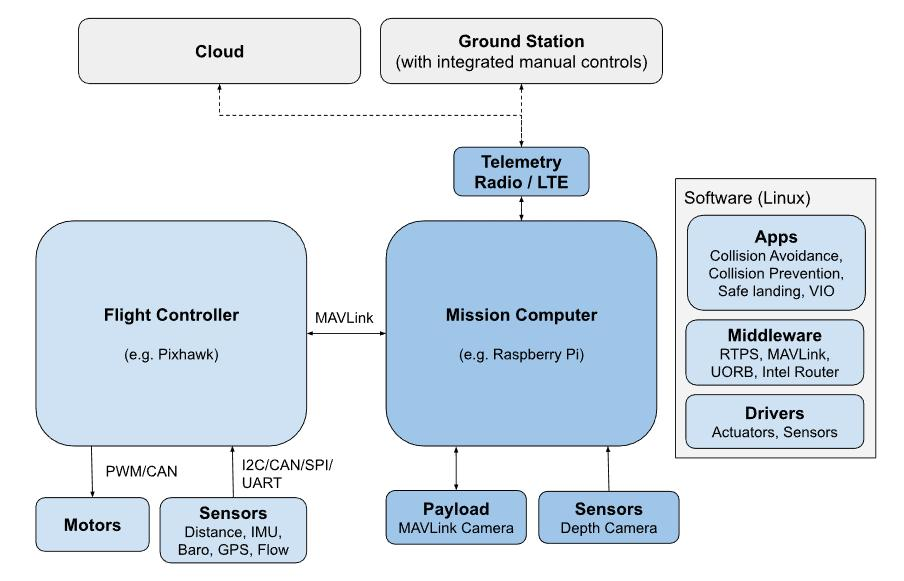 Cloud
Ground Station
(with integrated manual controls)
Telemetry
Radio / LTE
Software (Linux)
Apps
Collision Avoidance,
Collision Prevention,
Safe landing, VIO
Flight Controller
(e.g. Pixhawk)
MAVLink
Mission Computer
(e.g. Raspberry Pi)
Middleware
RTPS, MAVLink,
UORB, Intel Router
Drivers
Actuators, Sensors
PWM/CAN
I2C/CAN/SPI/
UART
Motors
Sensors
Distance, IMU,
Baro, GPS, Flow
Payload
MAVLink Camera
Sensors
Depth Camera